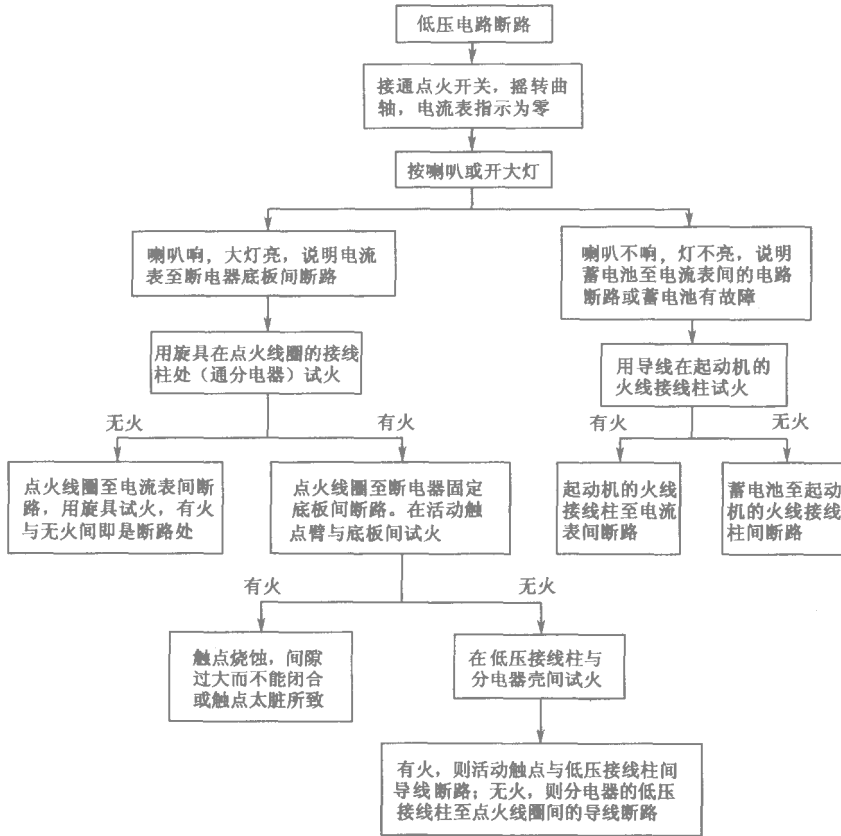 低压电路断路
接通点火开关，摇转曲
轴，电流表指示为零
按喇叭或开大灯
喇叭响，大灯亮，说明电流
表至断电器底板间断路
喇叭不响，灯不亮，说明
蓄电池至电流表间的电路
断路或蓄电池有故障
用旋具在点火线圈的接线
柱处（通分电器）试火
用导线在起动机的
火线接线柱试火
无火
有火
有火
无火
点火线圈至电流表间断
路，用旋具试火，有火
与无火间即是断路处
点火线圈至断电器固定
底板间断路。在活动触
点臂与底板间试火
起动机的火线
接线柱至电流
表间断路
蓄电池至起动
机的火线接线
柱间断路
有火
无火
触点烧蚀，间隙
过大而不能闭合
或触点太脏所致
在低压接线柱与
分电器壳间试火
有火，则活动触点与低压接线柱间
导线断路；无火，则分电器的低压
接线柱至点火线圈间的导线断路